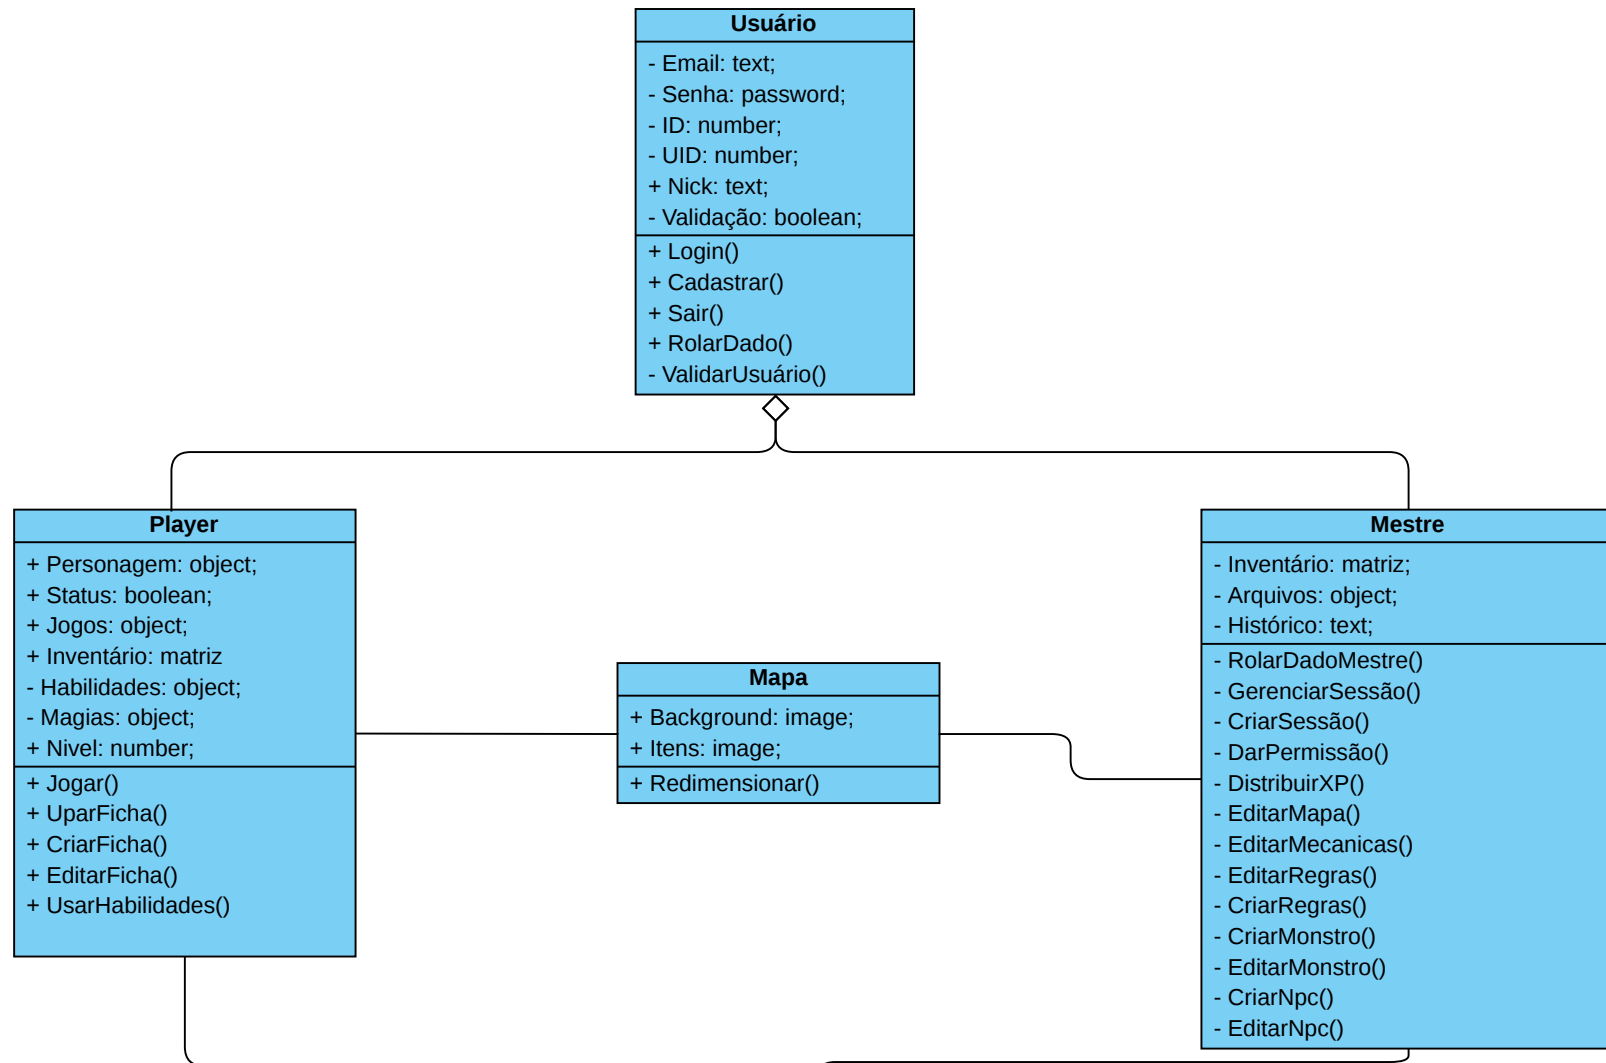 Usuário
- Email: text;
- Senha: password;
- ID: number;
- UID: number;
+ Nick: text;
- Validação: boolean;
+ Login()
+ Cadastrar()
+ Sair()
+ RolarDado()
- ValidarUsuário()
Player
+ Personagem: object;
+ Status: boolean;
+ Jogos: object;
+ Inventário: matriz
- Habilidades: object;
- Magias: object;
+ Nivel: number;
+ Jogar()
+ UparFicha()
+ CriarFicha()
+ EditarFicha()
+ UsarHabilidades()
Mapa
+ Background: image;
+ Itens: image;
+ Redimensionar()
Mestre
- Inventário: matriz;
- Arquivos: object;
- Histórico: text;
- RolarDadoMestre()
- GerenciarSessão()
- CriarSessão()
- DarPermissão()
- DistribuirXP()
- EditarMapa()
- EditarMecanicas()
- EditarRegras()
- CriarRegras()
- CriarMonstro()
- EditarMonstro()
- CriarNpc()
- EditarNpc()